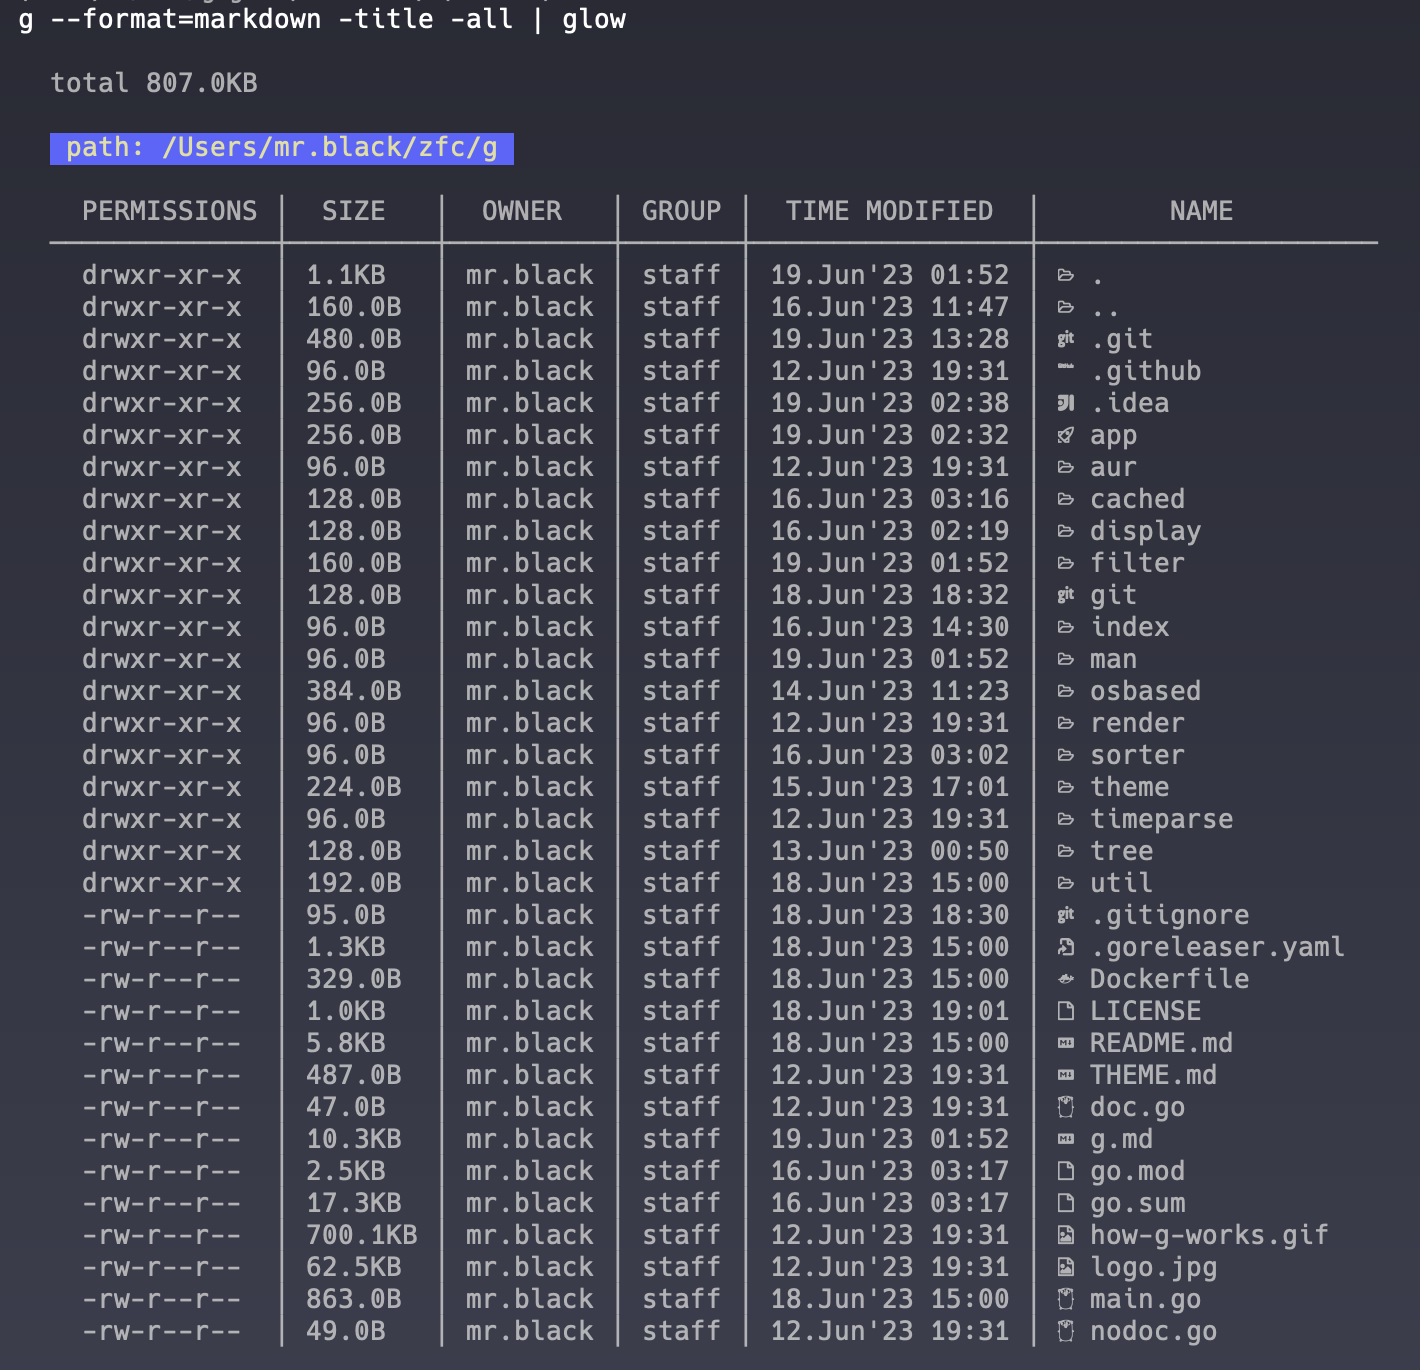 g --format=markdown -title -all | glow
total 807.0KB
path: /Users/mr.black/zfc/g
PERMISSIONS │ SIZE │ OWNER │ GROUP │ TIME MODIFIED │ NAME
drwxr-xr-x │ 1.1KB │ mr.black │ staff │ 19.Jun'23 01:52 │ .
drwxr-xr-x │ 160.0B │ mr.black │ staff │ 16.Jun'23 11:47 │ ..
drwxr-xr-x │ 480.0B │ mr.black │ staff │ 19.Jun'23 13:28 │ .git
drwxr-xr-x │ 96.0B │ mr.black │ staff │ 12.Jun'23 19:31 │ .github
drwxr-xr-x │ 256.0B │ mr.black │ staff │ 19.Jun'23 02:38 │ .idea
drwxr-xr-x │ 256.0B │ mr.black │ staff │ 19.Jun'23 02:32 │ app
drwxr-xr-x │ 96.0B │ mr.black │ staff │ 12.Jun'23 19:31 │ aur
drwxr-xr-x │ 128.0B │ mr.black │ staff │ 16.Jun'23 03:16 │ cached
drwxr-xr-x │ 128.0B │ mr.black │ staff │ 16.Jun'23 02:19 │ display
drwxr-xr-x │ 160.0B │ mr.black │ staff │ 19.Jun'23 01:52 │ filter
drwxr-xr-x │ 128.0B │ mr.black │ staff │ 18.Jun'23 18:32 │ git
drwxr-xr-x │ 96.0B │ mr.black │ staff │ 16.Jun'23 14:30 │ index
drwxr-xr-x │ 96.0B │ mr.black │ staff │ 19.Jun'23 01:52 │ man
drwxr-xr-x │ 384.0B │ mr.black │ staff │ 14.Jun'23 11:23 │ osbased
drwxr-xr-x │ 96.0B │ mr.black │ staff │ 12.Jun'23 19:31 │ render
drwxr-xr-x │ 96.0B │ mr.black │ staff │ 16.Jun'23 03:02 │ sorter
drwxr-xr-x │ 224.0B │ mr.black │ staff │ 15.Jun'23 17:01 │ theme
drwxr-xr-x │ 96.0B │ mr.black │ staff │ 12.Jun'23 19:31 │ timeparse
drwxr-xr-x │ 128.0B │ mr.black │ staff │ 13.Jun'23 00:50 │ tree
drwxr-xr-x │ 192.0B │ mr.black │ staff │ 18.Jun'23 15:00 │ util
-rw-r--r-- │ 95.0B │ mr.black │ staff │ 18.Jun'23 18:30 │ .gitignore
-rw-r--r-- │ 1.3KB │ mr.black │ staff │ 18.Jun'23 15:00 │ .goreleaser.yaml
-rw-r--r-- │ 329.0B │ mr.black │ staff │ 18.Jun'23 15:00 │ Dockerfile
-rw-r--r-- │ 1.0KB │ mr.black │ staff │ 18.Jun'23 19:01 │ LICENSE
-rw-r--r-- │ 5.8KB │ mr.black │ staff │ 18.Jun'23 15:00 │ README.md
-rw-r--r-- │ 487.0B │ mr.black │ staff │ 12.Jun'23 19:31 │ THEME.md
-rw-r--r-- │ 47.0B │ mr.black │ staff │ 12.Jun'23 19:31 │ doc.go
-rw-r--r-- │ 10.3KB │ mr.black │ staff │ 19.Jun'23 01:52 │ g.md
-rw-r--r-- │ 2.5KB │ mr.black │ staff │ 16.Jun'23 03:17 │ go.mod
-rw-r--r-- │ 17.3KB │ mr.black │ staff │ 16.Jun'23 03:17 │ go.sum
-rw-r--r-- │ 700.1KB │ mr.black │ staff │ 12.Jun'23 19:31 │ how-g-works.gif
-rw-r--r-- │ 62.5KB │ mr.black │ staff │ 12.Jun'23 19:31 │ logo.jpg
-rw-r--r-- │ 863.0B │ mr.black │ staff │ 18.Jun'23 15:00 │ main.go
-rw-r--r-- │ 49.0B │ mr.black │ staff │ 12.Jun'23 19:31 │ nodoc.go